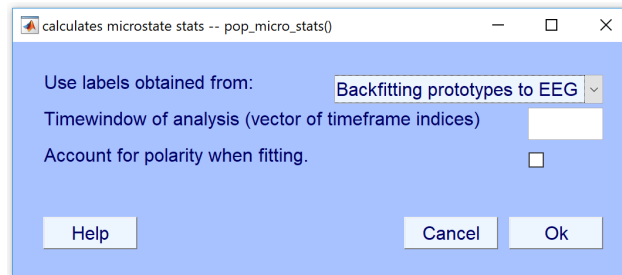 calculates microstate stats -- pop_micro_stats()
Use labels obtained from: Backfitting prototypes to EEG
Timewindow of analysis (vector of timeframe indices)
Account for polarity when fitting.
Help Cancel Ok